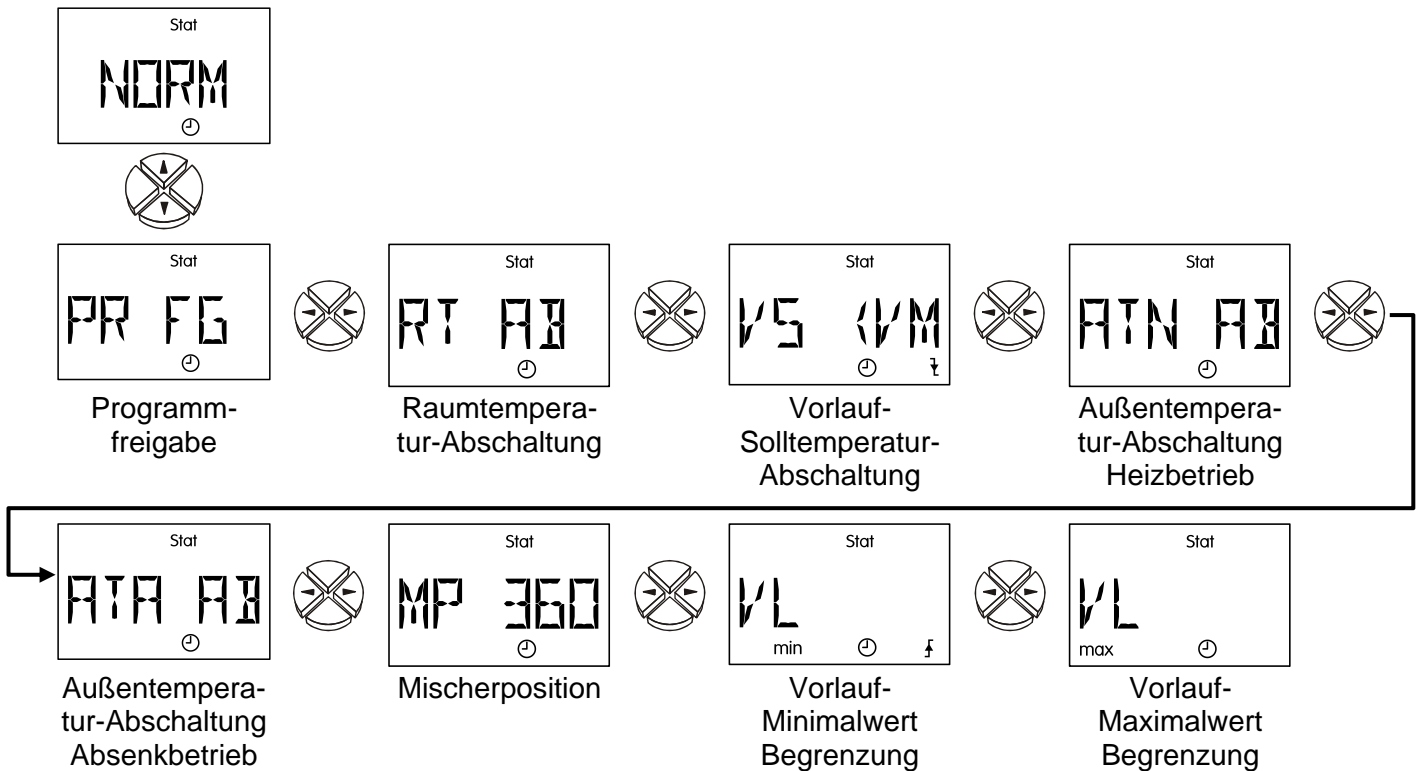 Stat
NORM
Stat
PR FG
Programm-
freigabe
Stat
RT AB
Raumtempera-
tur-Abschaltung
Stat
VS <VM
Vorlauf-
Solltemperatur-
Abschaltung
Stat
ATN AB
Außentempera-
tur-Abschaltung
Heizbetrieb
Stat
ATA AB
Außentempera-
tur-Abschaltung
Absenkbetrieb
Stat
MP 360
Mischerposition
Stat
VL
min
Vorlauf-
Minimalwert
Begrenzung
Stat
VL
max
Vorlauf-
Maximalwert
Begrenzung